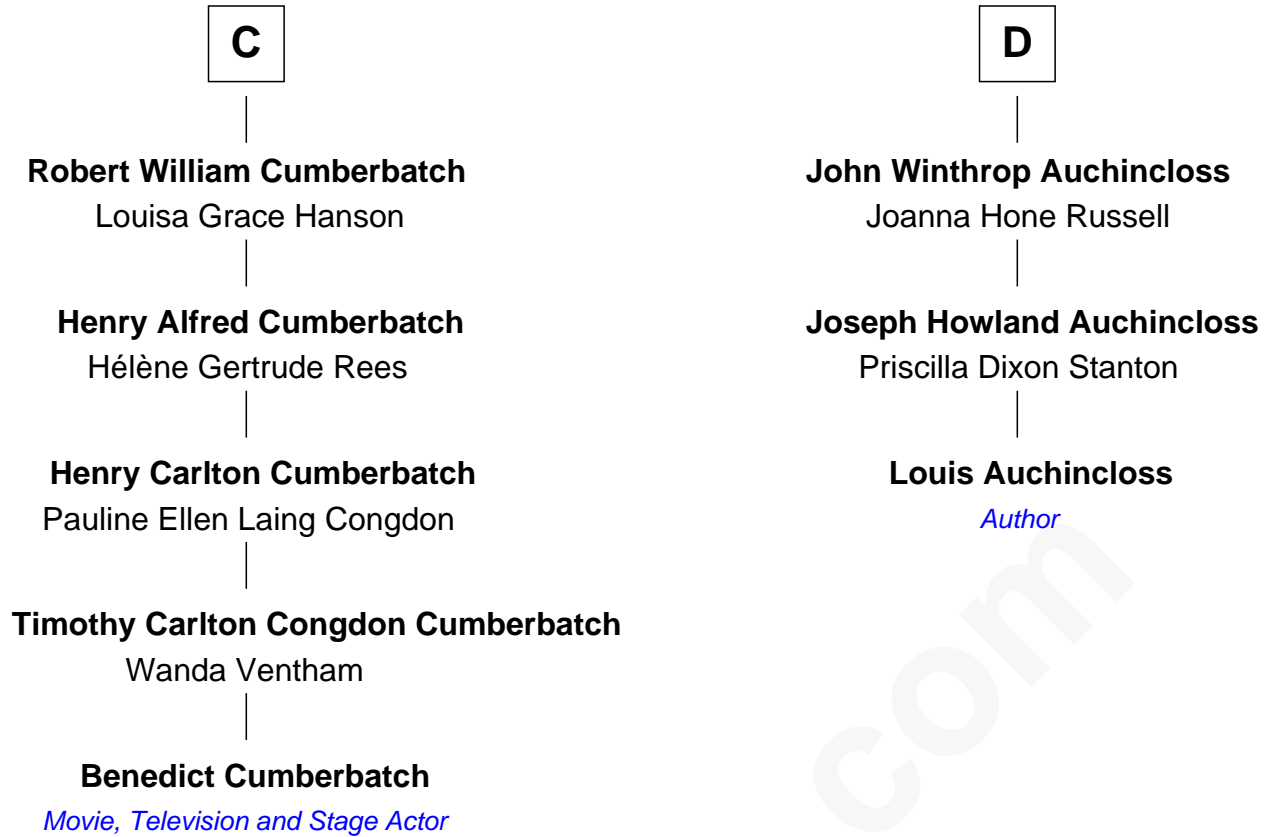 C
Robert William Cumberbatch
Louisa Grace Hanson
Henry Alfred Cumberbatch
Hélène Gertrude Rees
Henry Carlton Cumberbatch
Pauline Ellen Laing Congdon
Timothy Carlton Congdon Cumberbatch
Wanda Ventham
Benedict Cumberbatch
Movie, Television and Stage Actor
D
John Winthrop Auchincloss
Joanna Hone Russell
Joseph Howland Auchincloss
Priscilla Dixon Stanton
Louis Auchincloss
Author
com